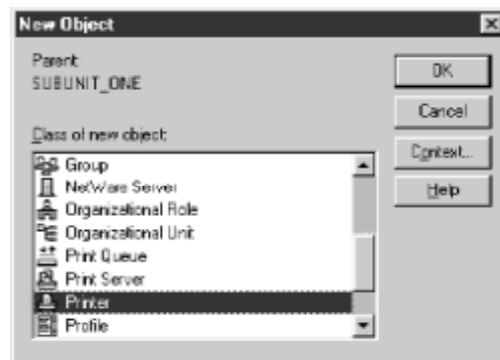 New Object
Parent:
SUBUNIT_ONE
Class of new object:
Group
NetWare Server
Organizational Role
Organizational Unit
Print Queue
Print Server
Printer
Profile
OK
Cancel
Context...
Help